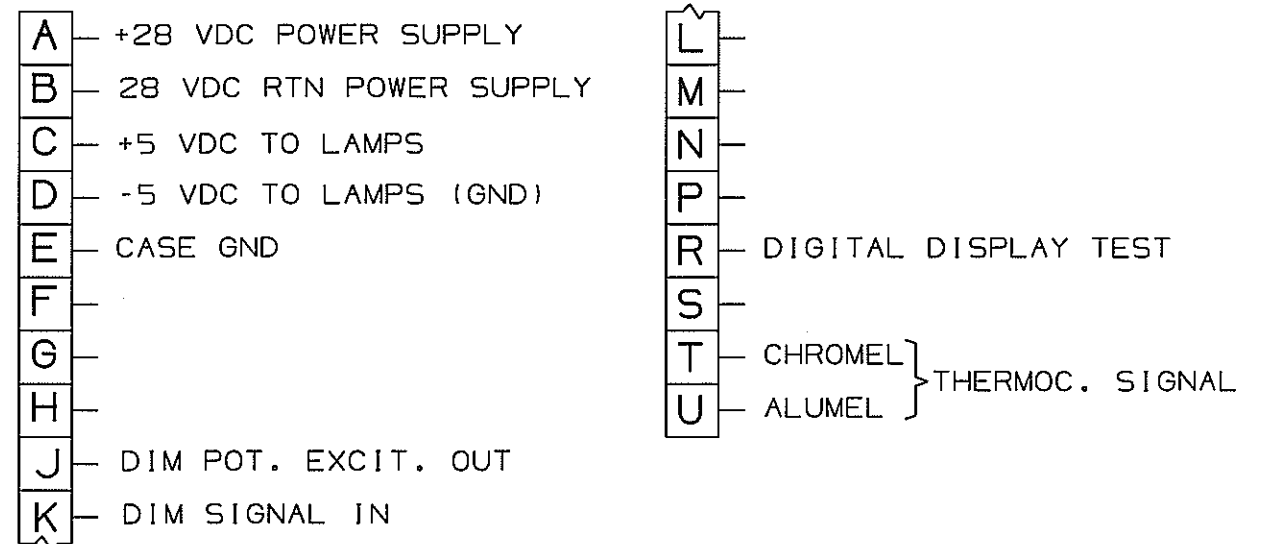 A +28 VDC POWER SUPPLY
B 28 VDC RTN POWER SUPPLY
C +5 VDC TO LAMPS
D -5 VDC TO LAMPS (GND)
E CASE GND
F
G
H
J DIM POT. EXCIT. OUT
K DIM SIGNAL IN
L
M
N
P
R DIGITAL DISPLAY TEST
S
T CHROMEL
U ALUMEL
THERMOC. SIGNAL